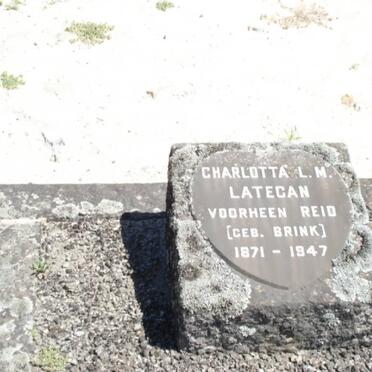 CHARLOTTA L.M.
LATEGAN
VOORHEEN REID
[GEB. BRINK]
1871 - 1947